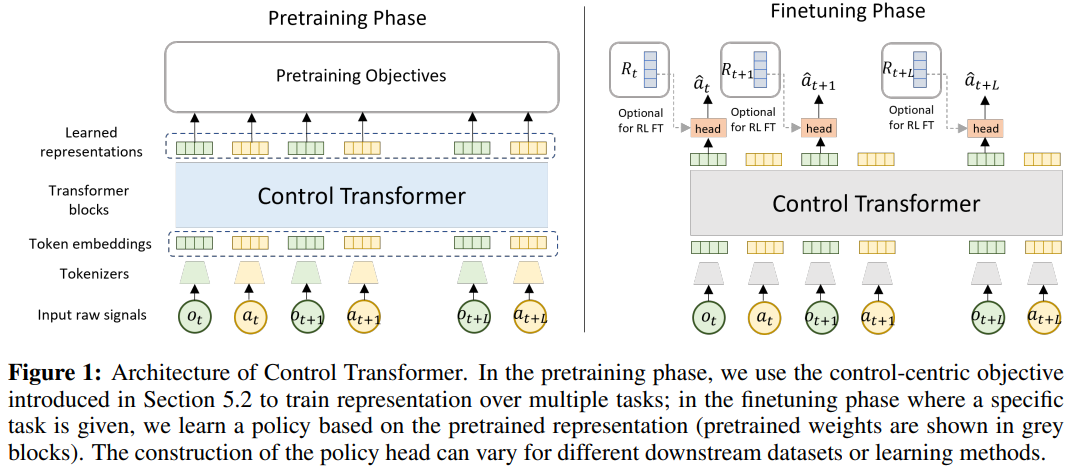 Pretraining Phase
Pretraining Objectives
Learned
representations
Transformer
blocks
Control Transformer
Token embeddings
Tokenizers
Input raw signals
o_t a_t o_{t+1} a_{t+1} o_{t+L} a_{t+L}
Finetuning Phase
R_t R_{t+1} R_{t+L}
â_t â_{t+1} â_{t+L}
Optional
for RL FT
Optional
for RL FT
Optional
for RL FT
head head head
Control Transformer
o_t a_t o_{t+1} a_{t+1} o_{t+L} a_{t+L}
Figure 1: Architecture of Control Transformer. In the pretraining phase, we use the control-centric objective
introduced in Section 5.2 to train representation over multiple tasks; in the finetuning phase where a specific
task is given, we learn a policy based on the pretrained representation (pretrained weights are shown in grey
blocks). The construction of the policy head can vary for different downstream datasets or learning methods.